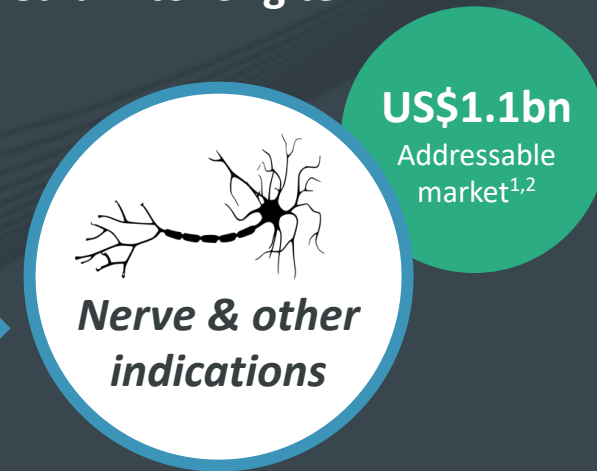 US$1.1bn
Addressable
market1,2
Nerve & other
indications